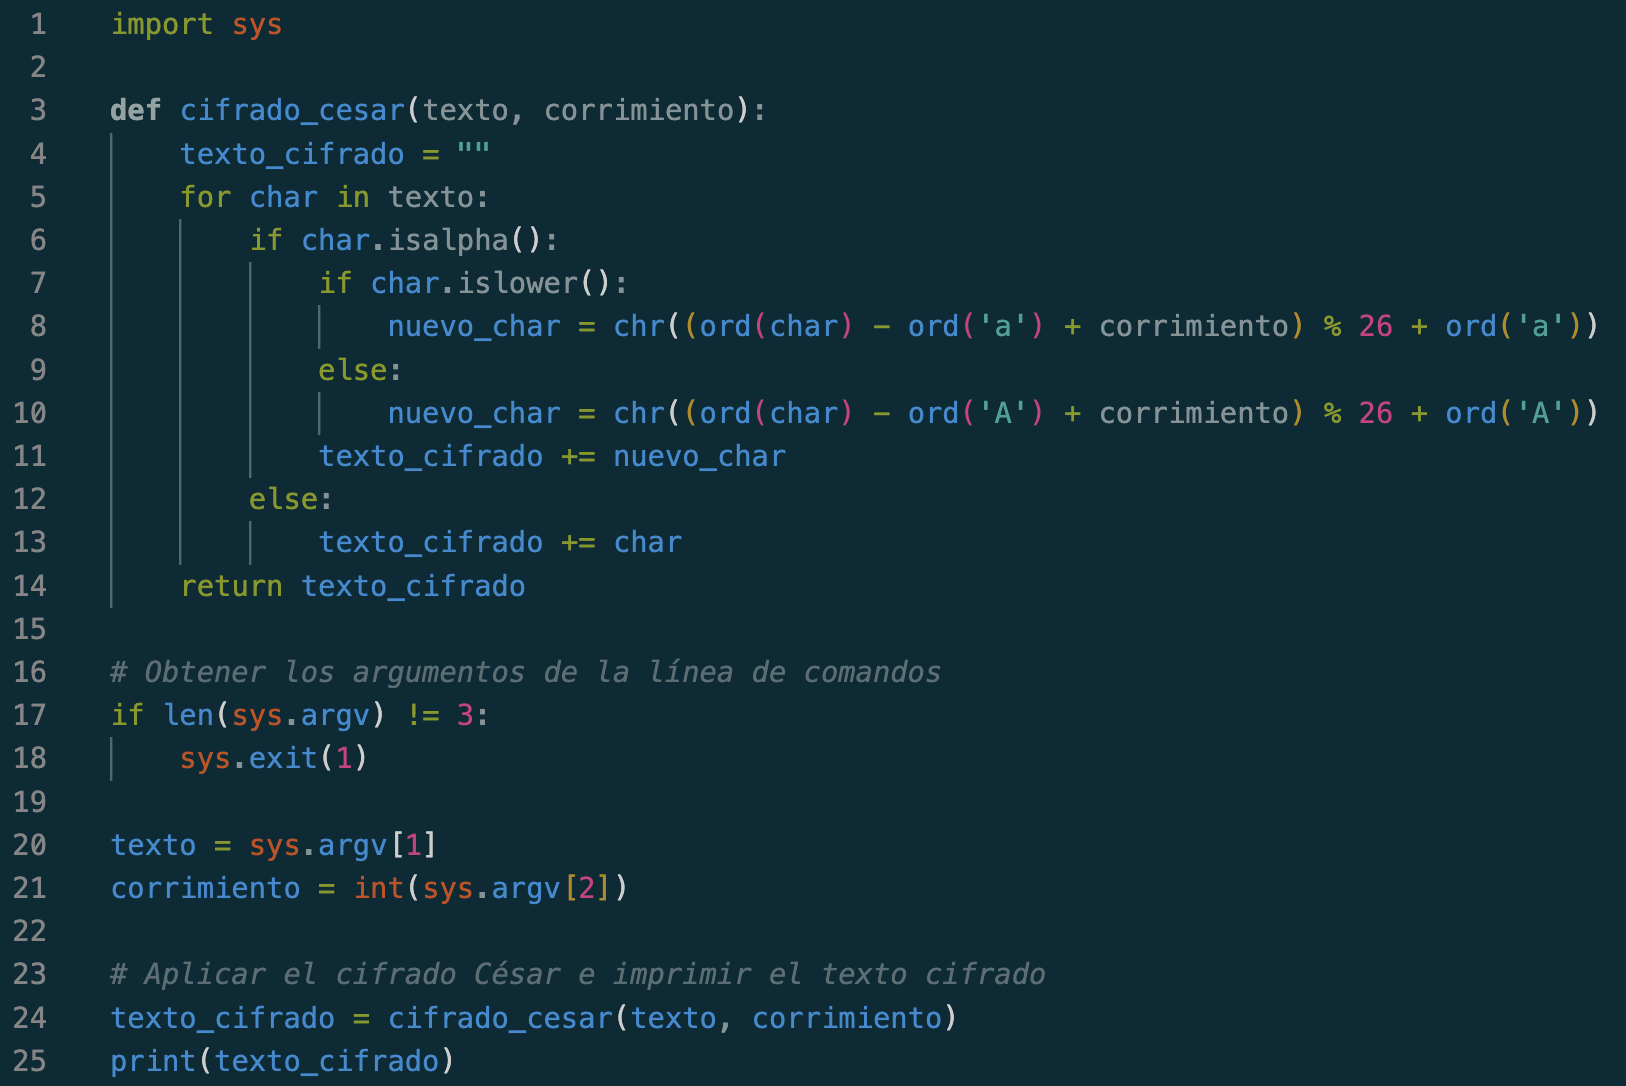 1 import sys
2
3 def cifrado_cesar(texto, corrimiento):
4     texto_cifrado = ""
5     for char in texto:
6         if char.isalpha():
7             if char.islower():
8                 nuevo_char = chr((ord(char) - ord('a') + corrimiento) % 26 + ord('a'))
9             else:
10                 nuevo_char = chr((ord(char) - ord('A') + corrimiento) % 26 + ord('A'))
11             texto_cifrado += nuevo_char
12         else:
13             texto_cifrado += char
14     return texto_cifrado
15
16 # Obtener los argumentos de la línea de comandos
17 if len(sys.argv) != 3:
18     sys.exit(1)
19
20 texto = sys.argv[1]
21 corrimiento = int(sys.argv[2])
22
23 # Aplicar el cifrado César e imprimir el texto cifrado
24 texto_cifrado = cifrado_cesar(texto, corrimiento)
25 print(texto_cifrado)